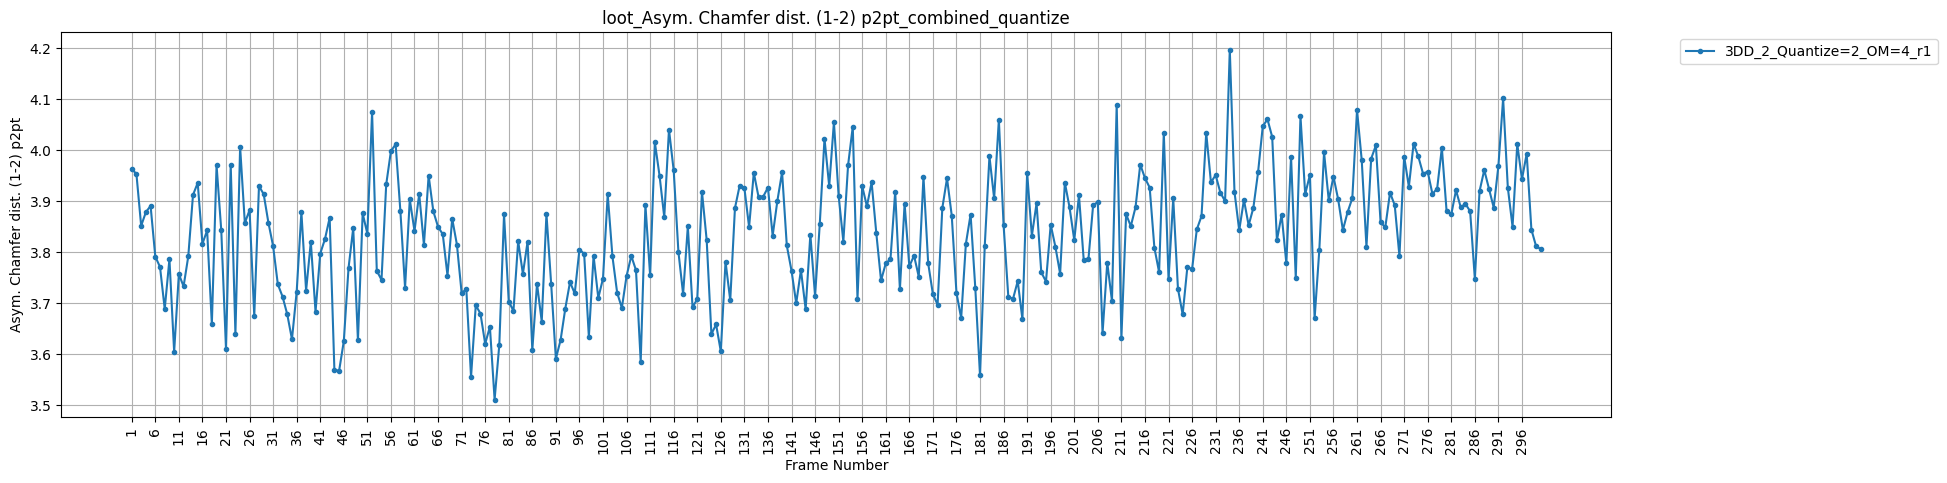 loot_Asym. Chamfer dist. (1-2) p2pt_combined_quantize
3DD_2_Quantize=2_OM=4_r1
Asym. Chamfer dist. (1-2) p2pt
4.2
4.1
4.0
3.9
3.8
3.7
3.6
3.5
1 6 11 16 21 26 31 36 41 46 51 56 61 66 71 76 81 86 91 96 101 106 111 116 121 126 131 136 141 146 151 156 161 166 171 176 181 186 191 196 201 206 211 216 221 226 231 236 241 246 251 256 261 266 271 276 281 286 291 296
Frame Number